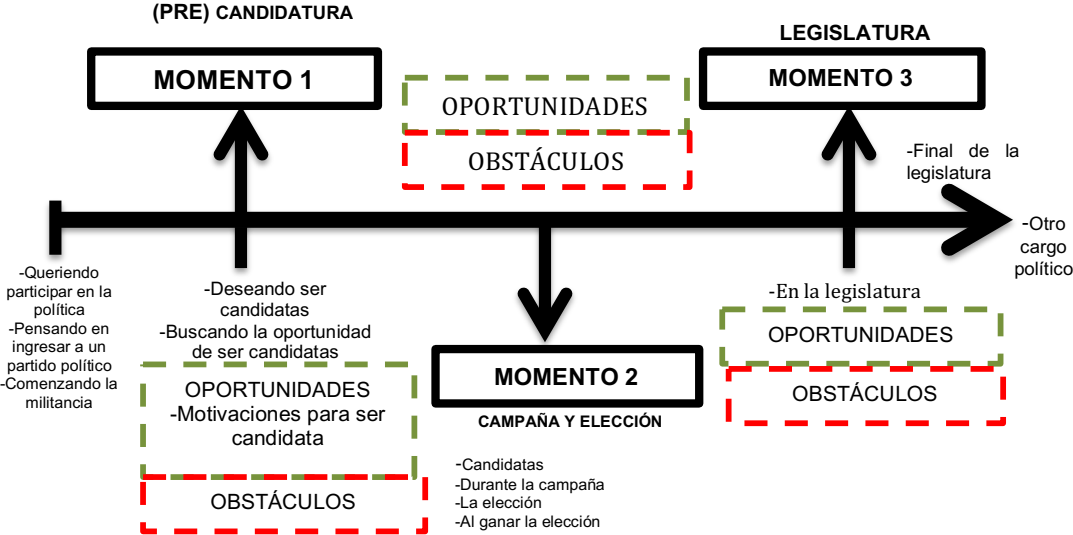 (PRE) CANDIDATURA
MOMENTO 1
OPORTUNIDADES
OBSTÁCULOS
LEGISLATURA
MOMENTO 3
-Final de la
legislatura
-Otro
cargo
político
-Queriendo
participar en la
política
-Pensando en
ingresar a un
partido político
-Comenzando la
militancia
-Deseando ser
candidatas
-Buscando la oportunidad
de ser candidatas
OPORTUNIDADES
-Motivaciones para ser
candidata
OBSTÁCULOS
MOMENTO 2
CAMPAÑA Y ELECCIÓN
-Candidatas
-Durante la campaña
-La elección
-Al ganar la elección
-En la legislatura
OPORTUNIDADES
OBSTÁCULOS